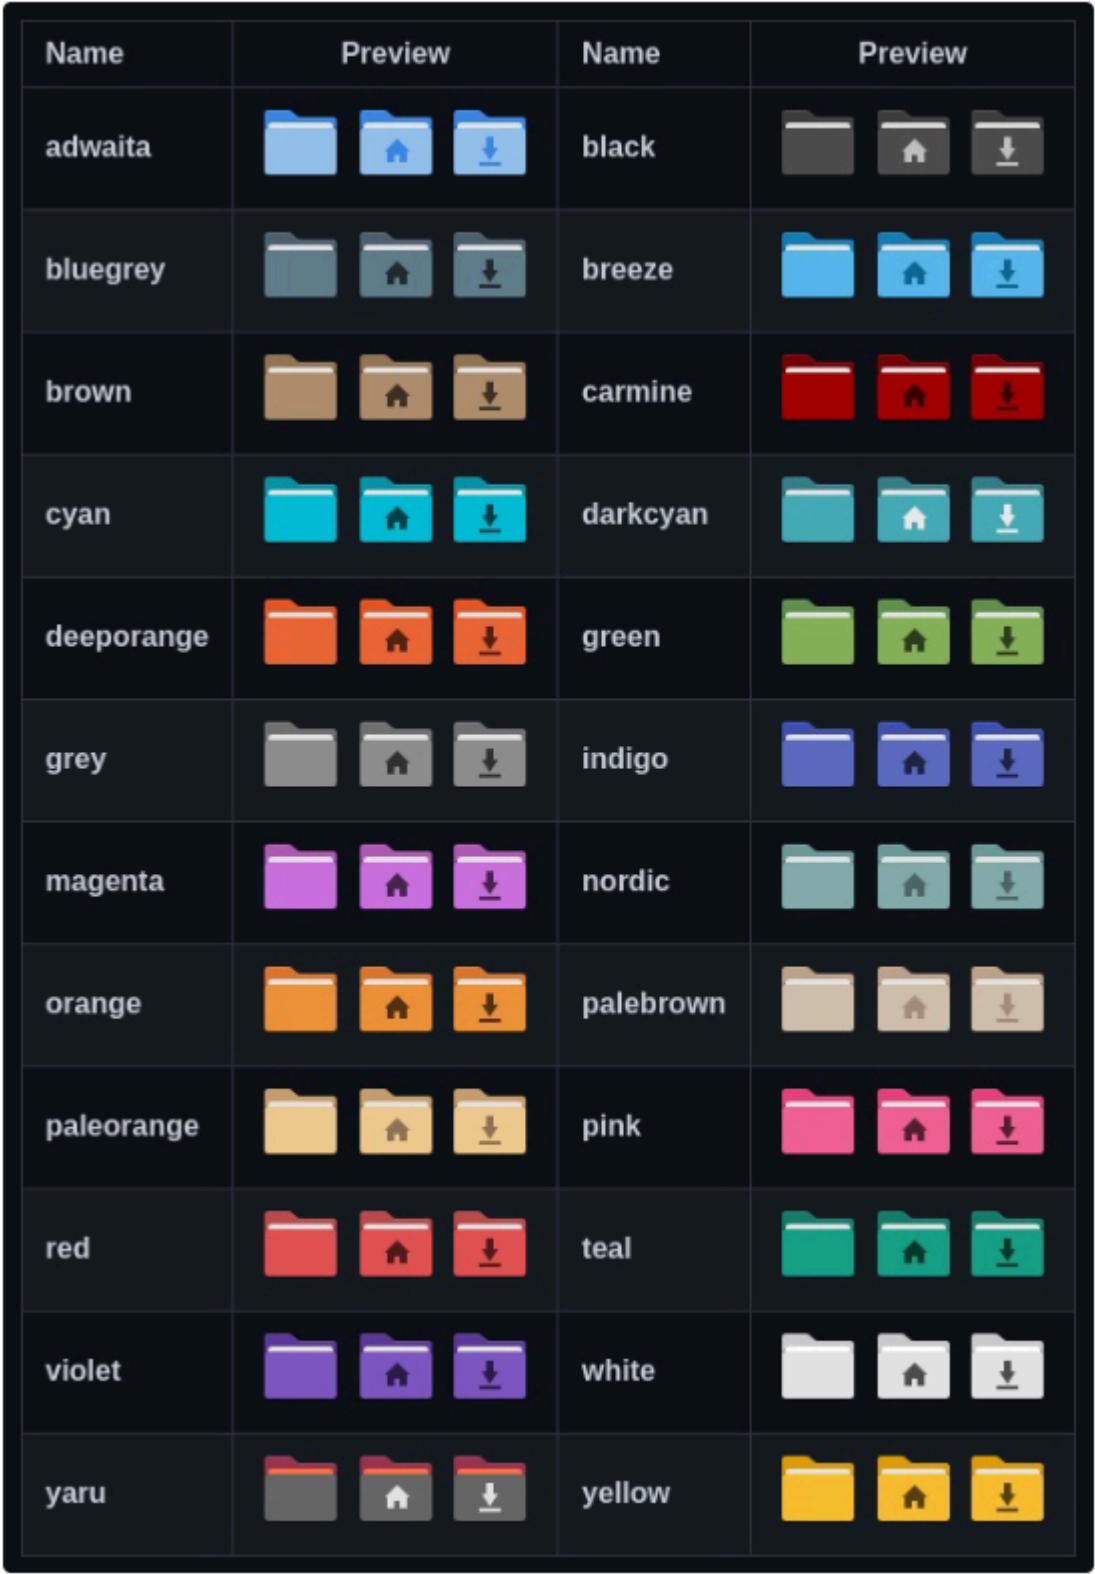 Name Preview Name Preview
adwaita black
bluegrey breeze
brown carmine
cyan darkcyan
deeporange green
grey indigo
magenta nordic
orange palebrown
paleorange pink
red teal
violet white
yaru yellow